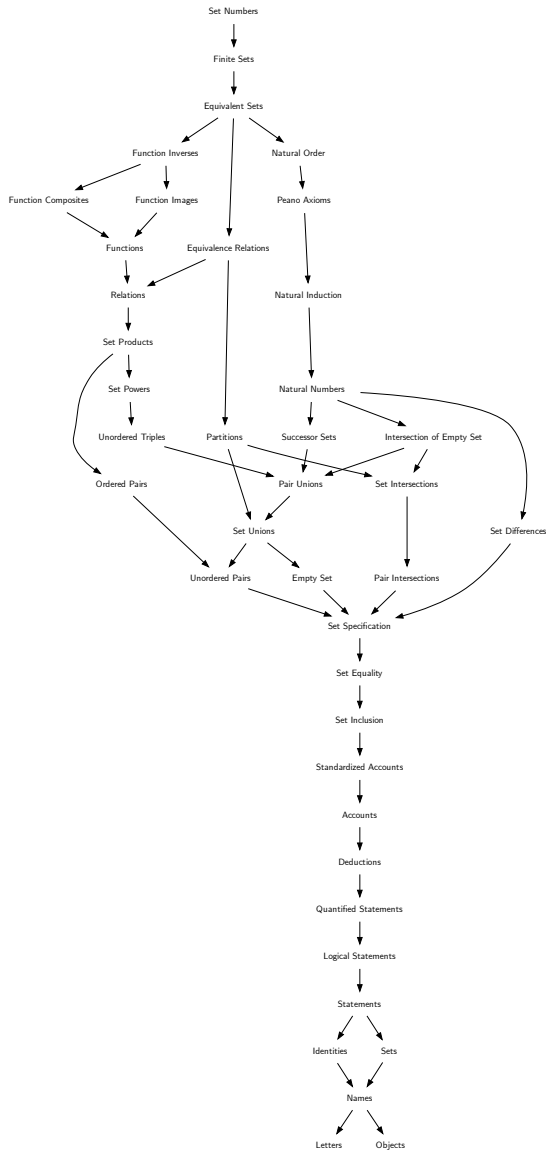 Set Numbers
Finite Sets
Equivalent Sets
Function Inverses
Natural Order
Function Composites
Function Images
Peano Axioms
Functions
Equivalence Relations
Relations
Natural Induction
Set Products
Set Powers
Natural Numbers
Unordered Triples
Partitions
Successor Sets
Intersection of Empty Set
Ordered Pairs
Pair Unions
Set Intersections
Set Unions
Set Differences
Unordered Pairs
Empty Set
Pair Intersections
Set Specification
Set Equality
Set Inclusion
Standardized Accounts
Accounts
Deductions
Quantified Statements
Logical Statements
Statements
Identities
Sets
Names
Letters
Objects